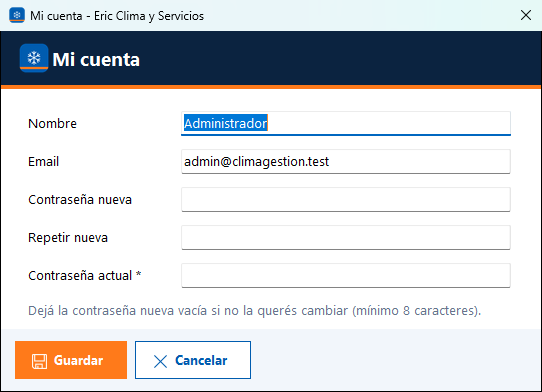 Mi cuenta - Eric Clima y Servicios
Mi cuenta
Nombre
Administrador
Email
admin@climagestion.test
Contraseña nueva
Repetir nueva
Contraseña actual *
Dejá la contraseña nueva vacía si no la querés cambiar (mínimo 8 caracteres).
Guardar
Cancelar